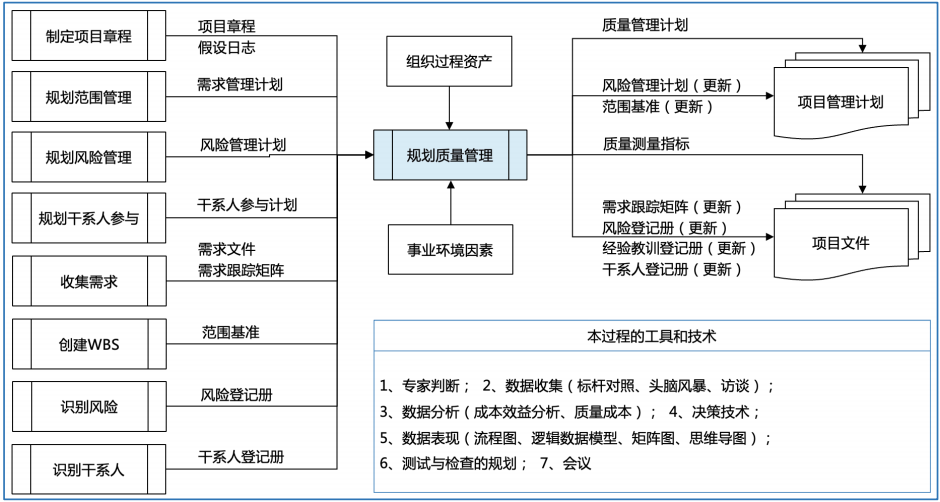 制定项目章程
项目章程
假设日志
规划范围管理
需求管理计划
规划风险管理
风险管理计划
规划干系人参与
干系人参与计划
收集需求
需求文件
需求跟踪矩阵
创建WBS
范围基准
识别风险
风险登记册
识别干系人
干系人登记册
组织过程资产
规划质量管理
事业环境因素
质量管理计划
风险管理计划（更新）
范围基准（更新）
项目管理计划
质量测量指标
需求跟踪矩阵（更新）
风险登记册（更新）
经验教训登记册（更新）
干系人登记册（更新）
项目文件
本过程的工具和技术
1、专家判断； 2、数据收集（标杆对照、头脑风暴、访谈）；
3、数据分析（成本效益分析、质量成本）； 4、决策技术；
5、数据表现（流程图、逻辑数据模型、矩阵图、思维导图）；
6、测试与检查的规划； 7、会议